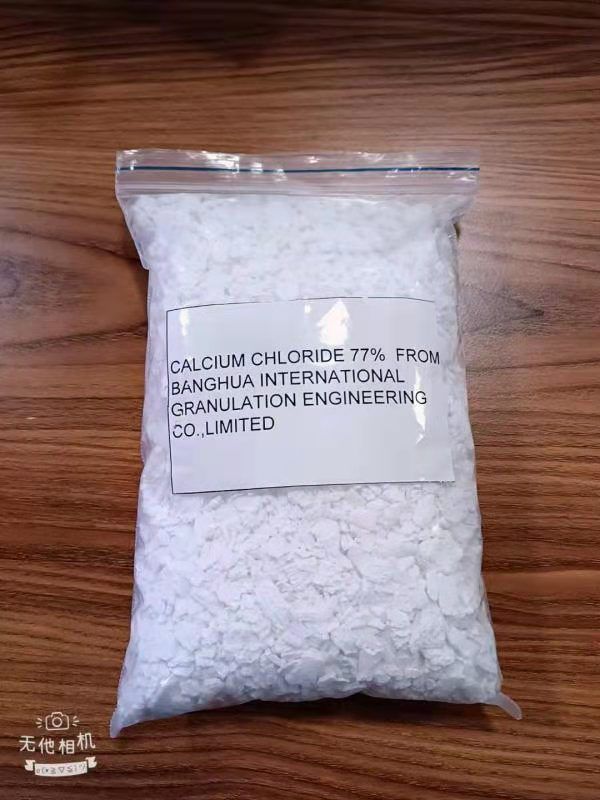 CALCIUM CHLORIDE 77% FROM
BANGHUA INTERNATIONAL
GRANULATION ENGINEERING
CO.,LIMITED
无他相机